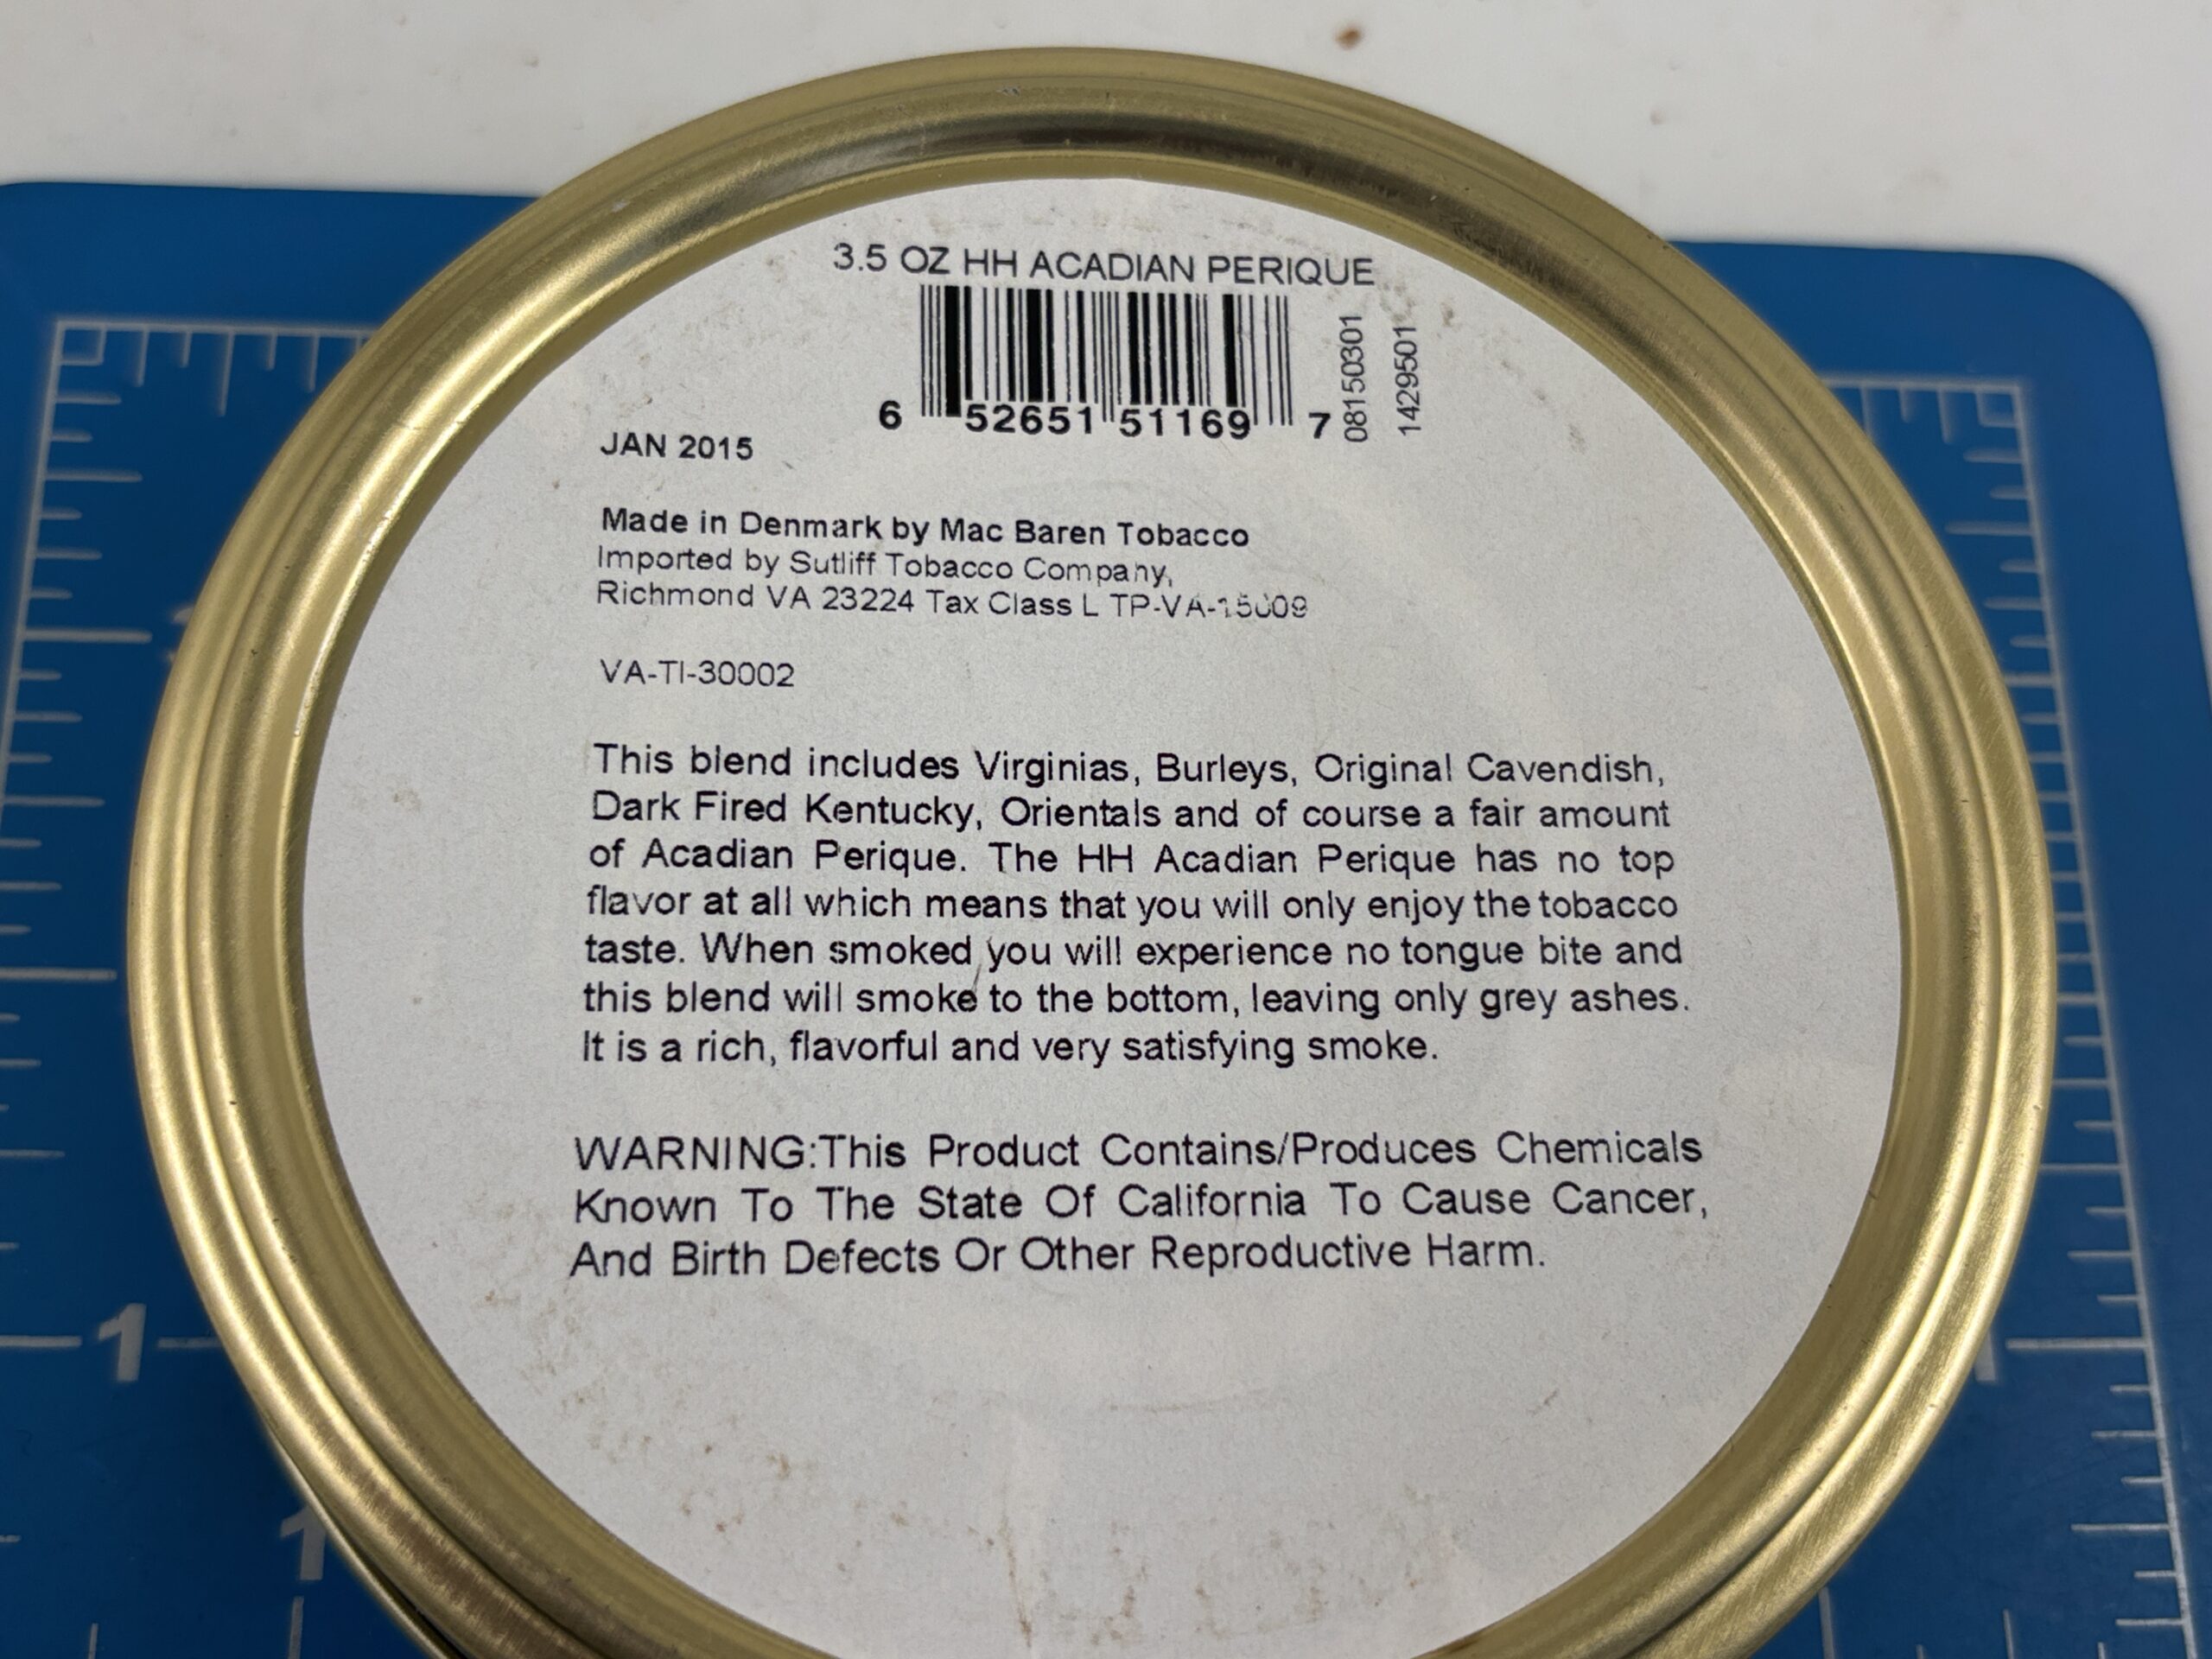 3.5 OZ HH ACADIAN PERIQUE
6 52651 51169 7
08150301
1429501
JAN 2015
Made in Denmark by Mac Baren Tobacco
Imported by Sutliff Tobacco Company,
Richmond VA 23224 Tax Class L TP-VA-15009
VA-TI-30002
This blend includes Virginias, Burleys, Original Cavendish,
Dark Fired Kentucky, Orientals and of course a fair amount
of Acadian Perique. The HH Acadian Perique has no top
flavor at all which means that you will only enjoy the tobacco
taste. When smoked you will experience no tongue bite and
this blend will smoke to the bottom, leaving only grey ashes.
It is a rich, flavorful and very satisfying smoke.
WARNING:This Product Contains/Produces Chemicals
Known To The State Of California To Cause Cancer,
And Birth Defects Or Other Reproductive Harm.
1
1
1